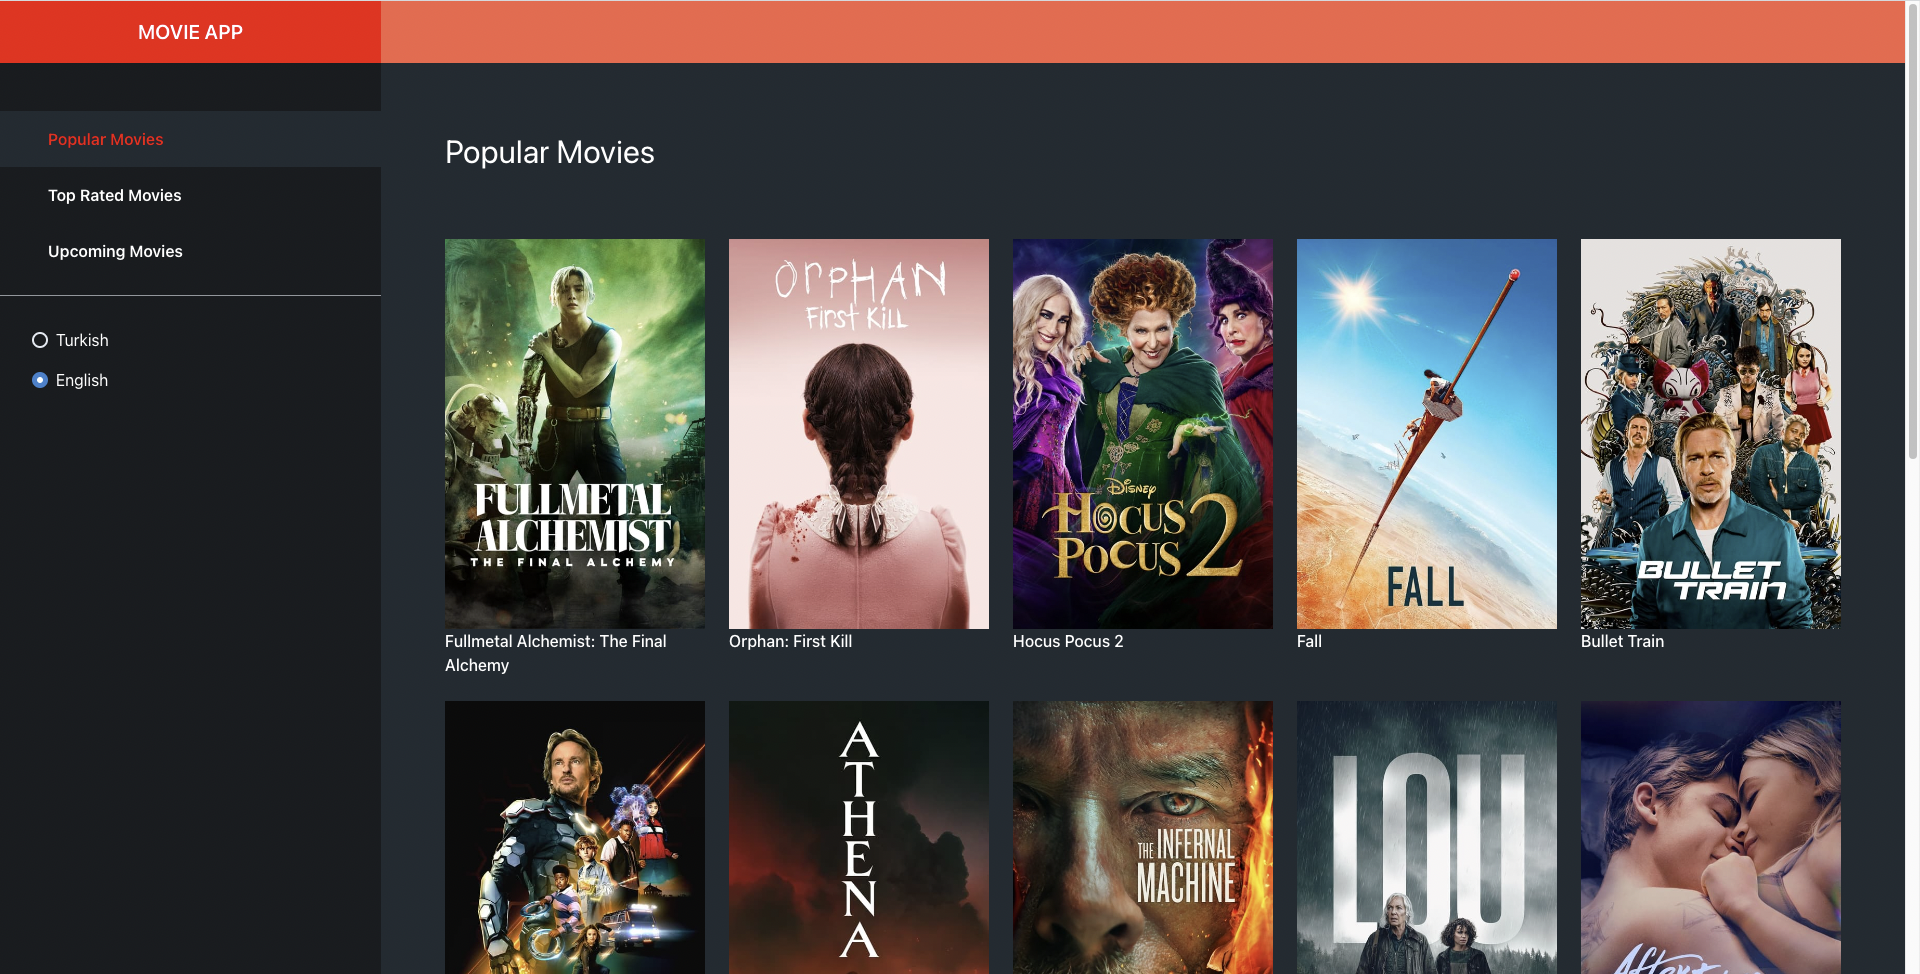 MOVIE APP
Popular Movies
Top Rated Movies
Upcoming Movies
Turkish
English
Popular Movies
FULLMETAL
ALCHEMIST
THE FINAL ALCHEMY
Fullmetal Alchemist: The Final
Alchemy
ORPHAN
FIRST KILL
Orphan: First Kill
DISNEY
HOCUS
POCUS 2
Hocus Pocus 2
FALL
Fall
BULLET
TRAIN
Bullet Train
ATHENA
THE INFERNAL
MACHINE
LOU
After